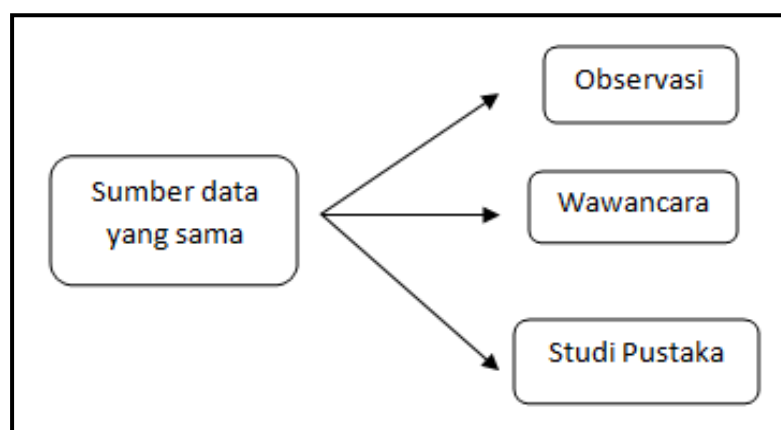 Sumber data
yang sama
Observasi
Wawancara
Studi Pustaka